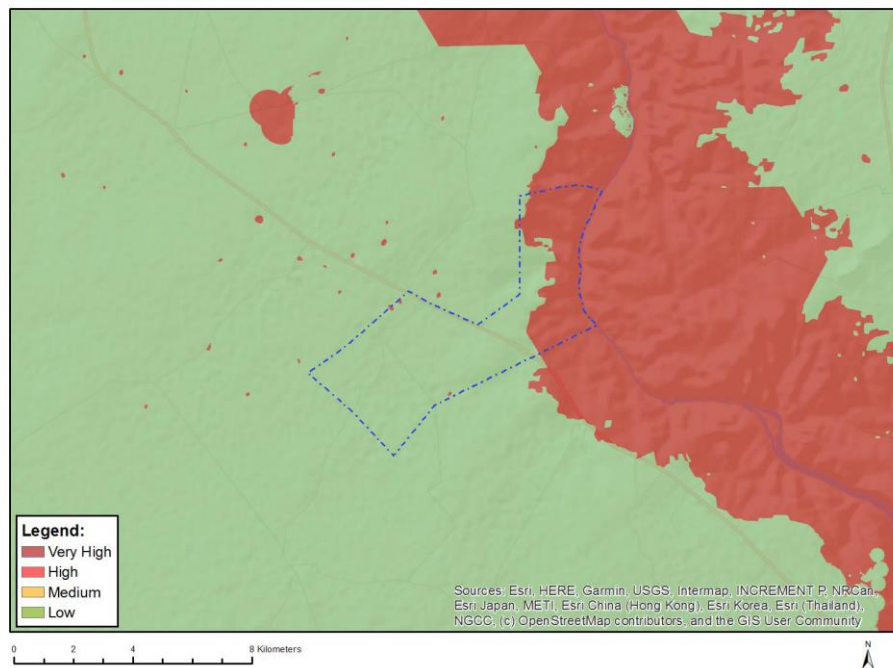 Legend:
Very High
High
Medium
Low
Sources: Esri, HERE, Garmin, USGS, Intermap, INCREMENT P, NRCan,
Esri Japan, METI, Esri China (Hong Kong), Esri Korea, Esri (Thailand),
NGCC, (c) OpenStreetMap contributors, and the GIS User Community
0 2 4 8 Kilometers
N